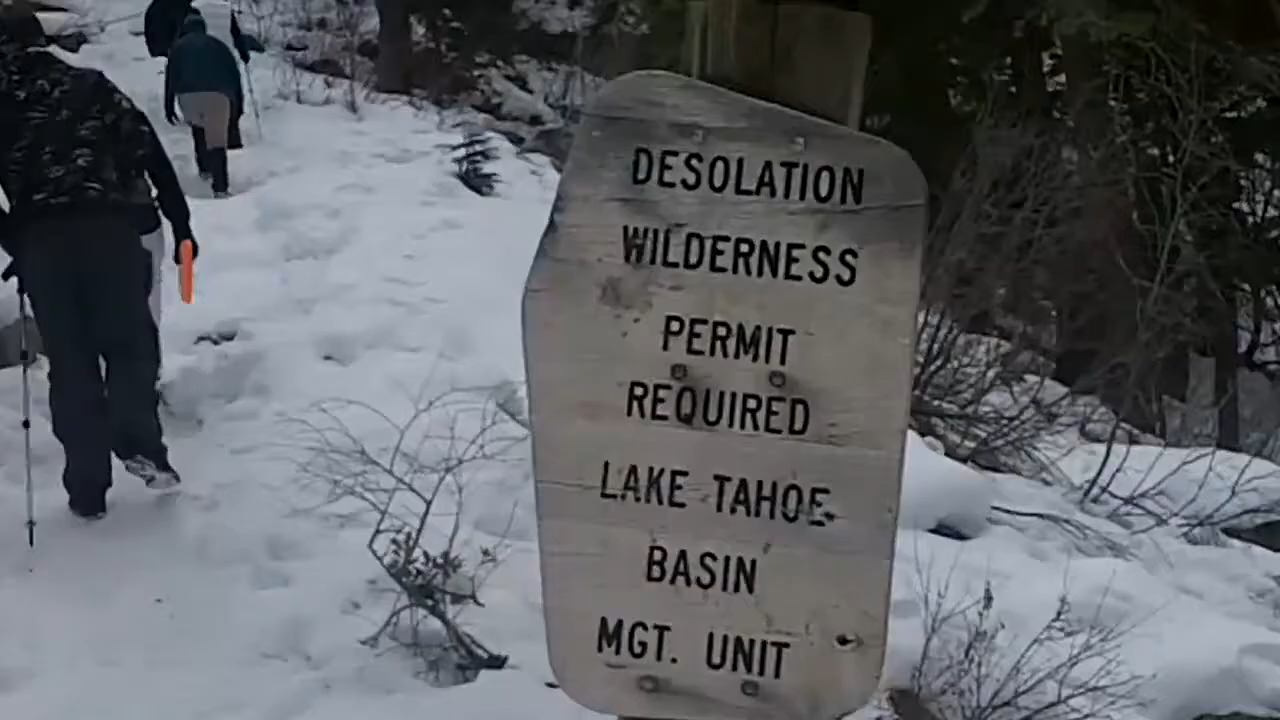 DESOLATION
WILDERNESS
PERMIT
REQUIRED
LAKE TAHOE
BASIN
MGT. UNIT